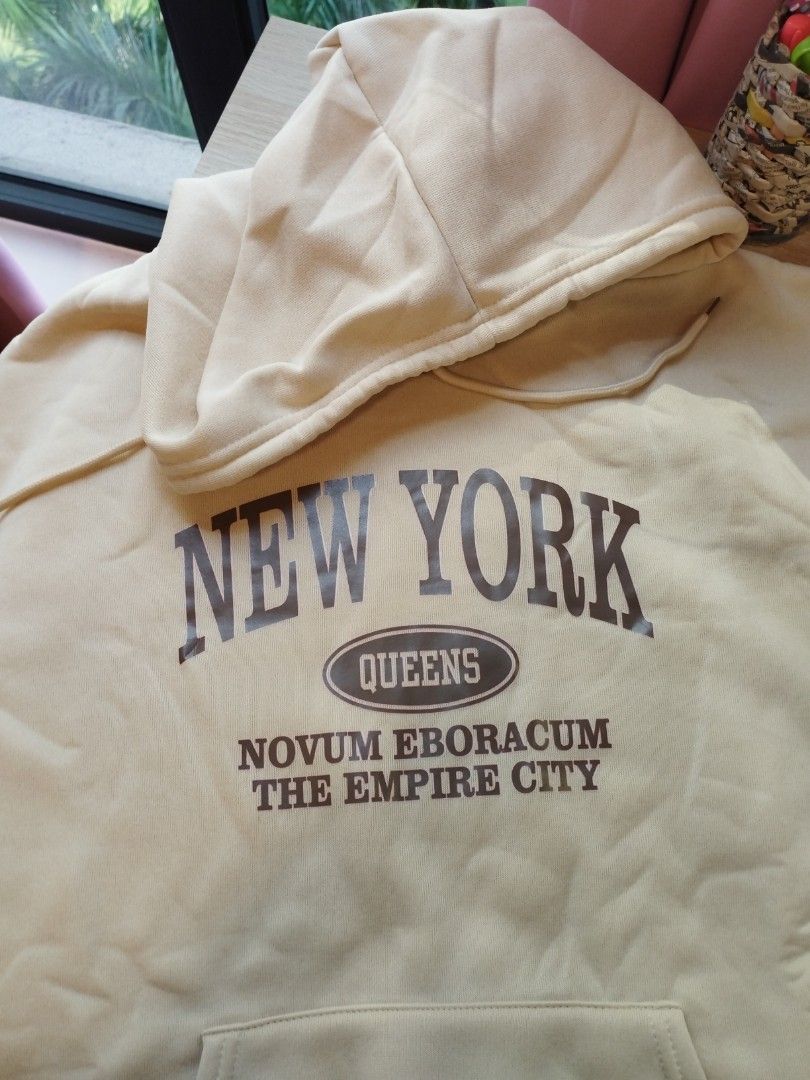 NEW YORK
QUEENS
NOVUM EBORACUM
THE EMPIRE CITY